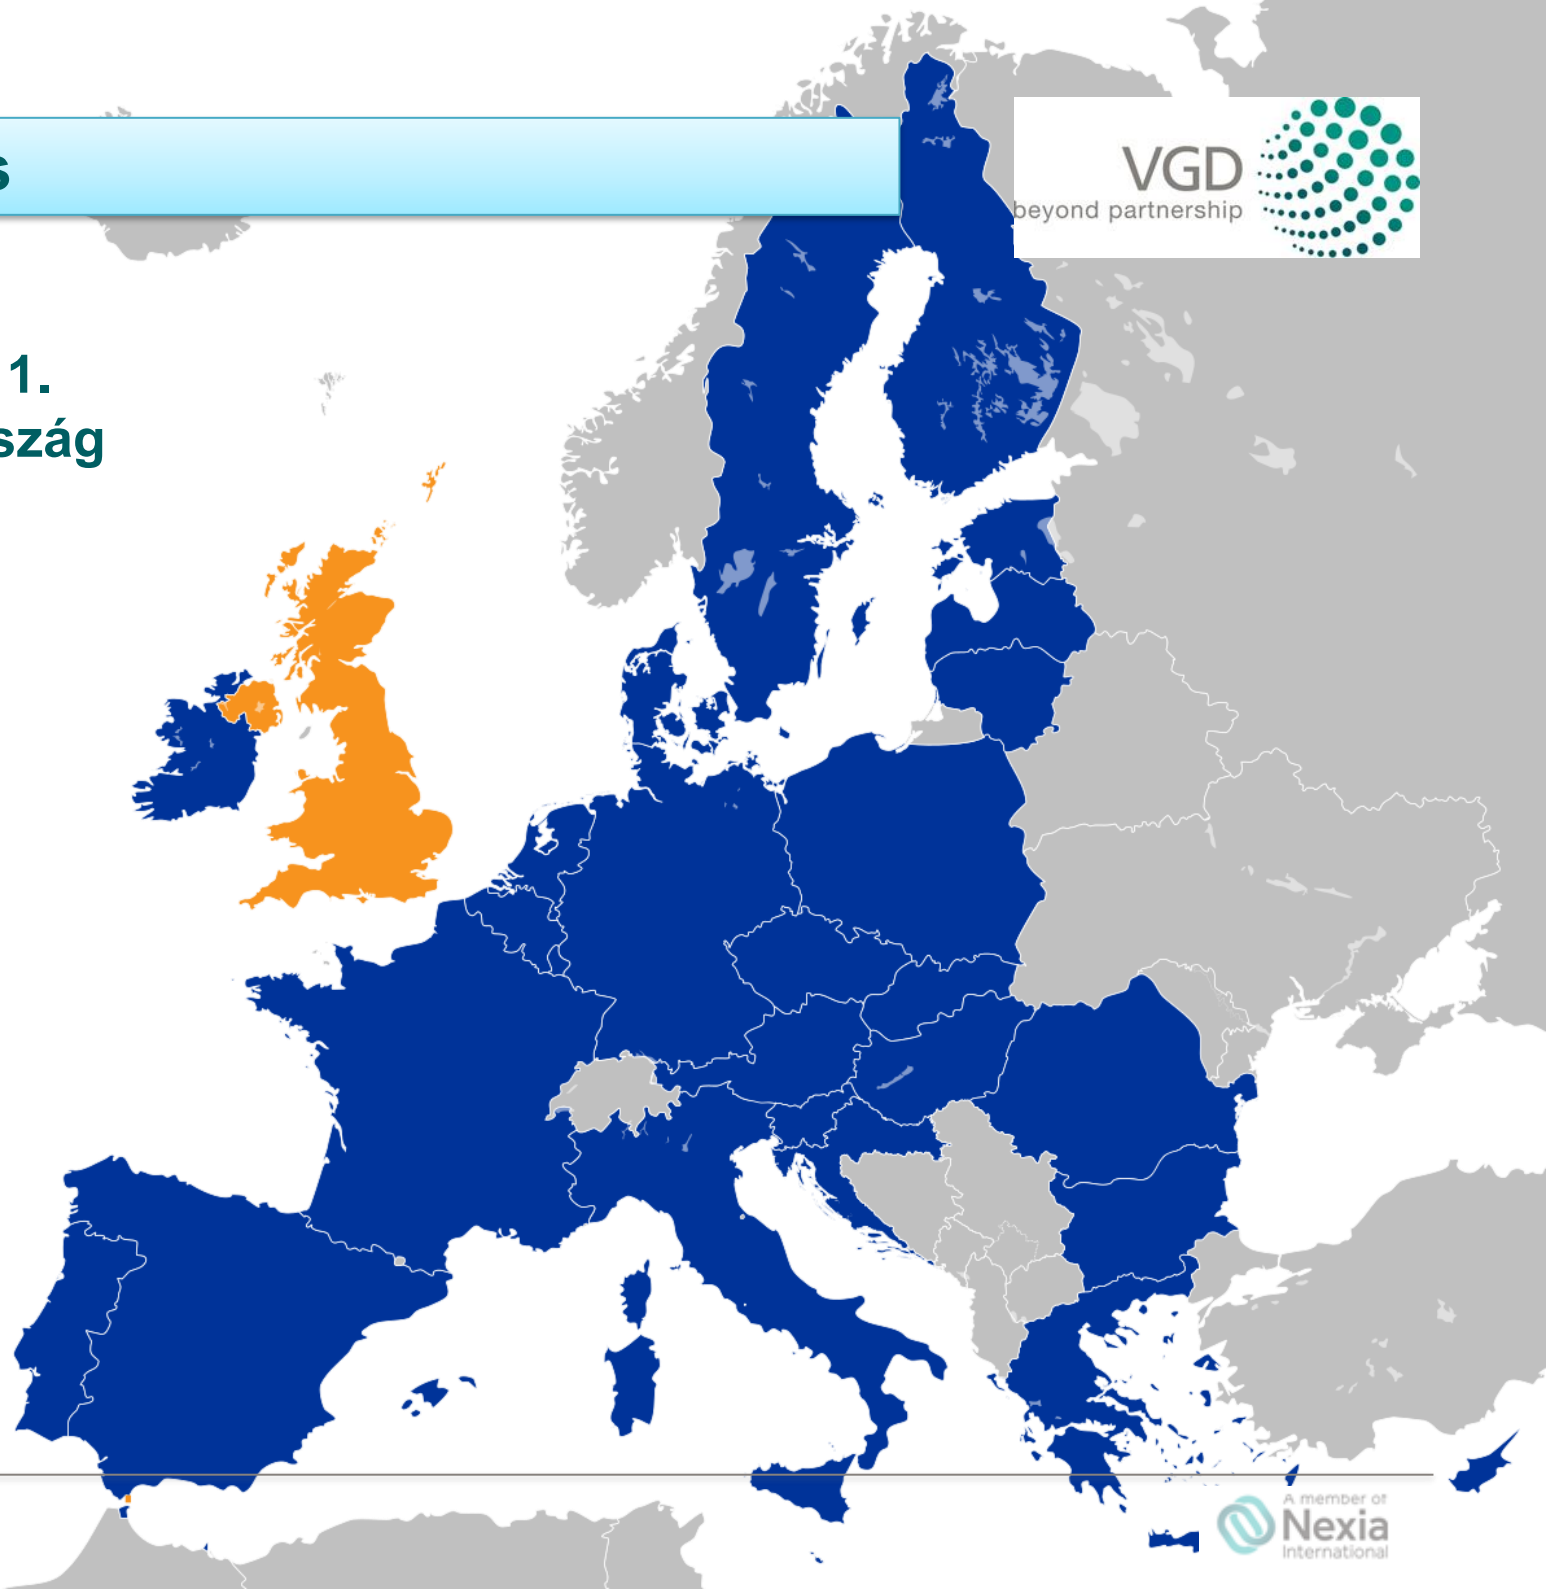 s
1.
szág
VGD
beyond partnership
A member of
Nexia
International